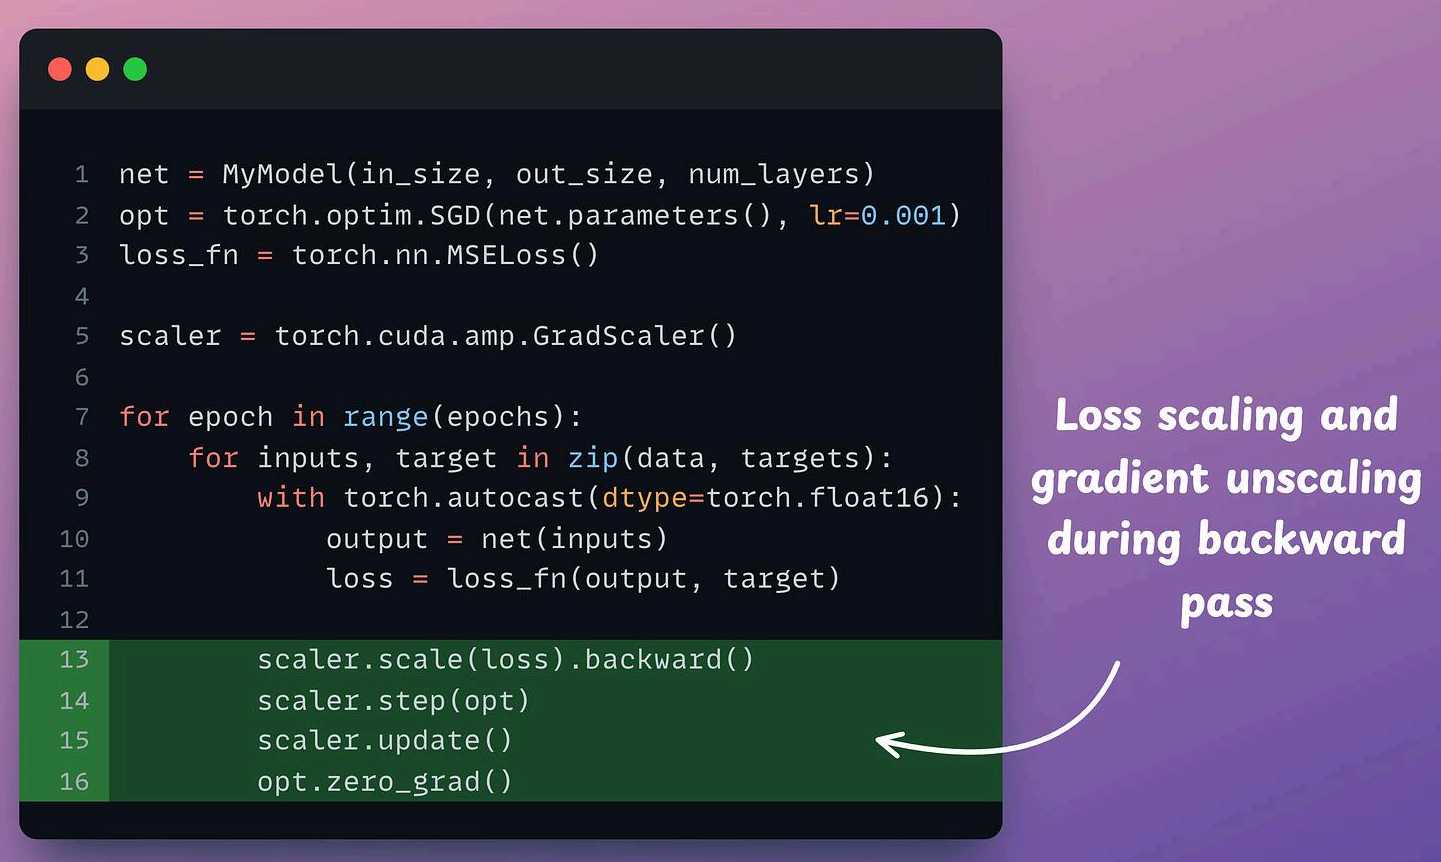 1 net = MyModel(in_size, out_size, num_layers)
2 opt = torch.optim.SGD(net.parameters(), lr=0.001)
3 loss_fn = torch.nn.MSELoss()
4
5 scaler = torch.cuda.amp.GradScaler()
6
7 for epoch in range(epochs):
8     for inputs, target in zip(data, targets):
9         with torch.autocast(dtype=torch.float16):
10             output = net(inputs)
11             loss = loss_fn(output, target)
12
13         scaler.scale(loss).backward()
14         scaler.step(opt)
15         scaler.update()
16         opt.zero_grad()
Loss scaling and
gradient unscaling
during backward
pass